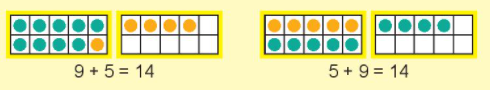 9 + 5 = 14
5 + 9 = 14